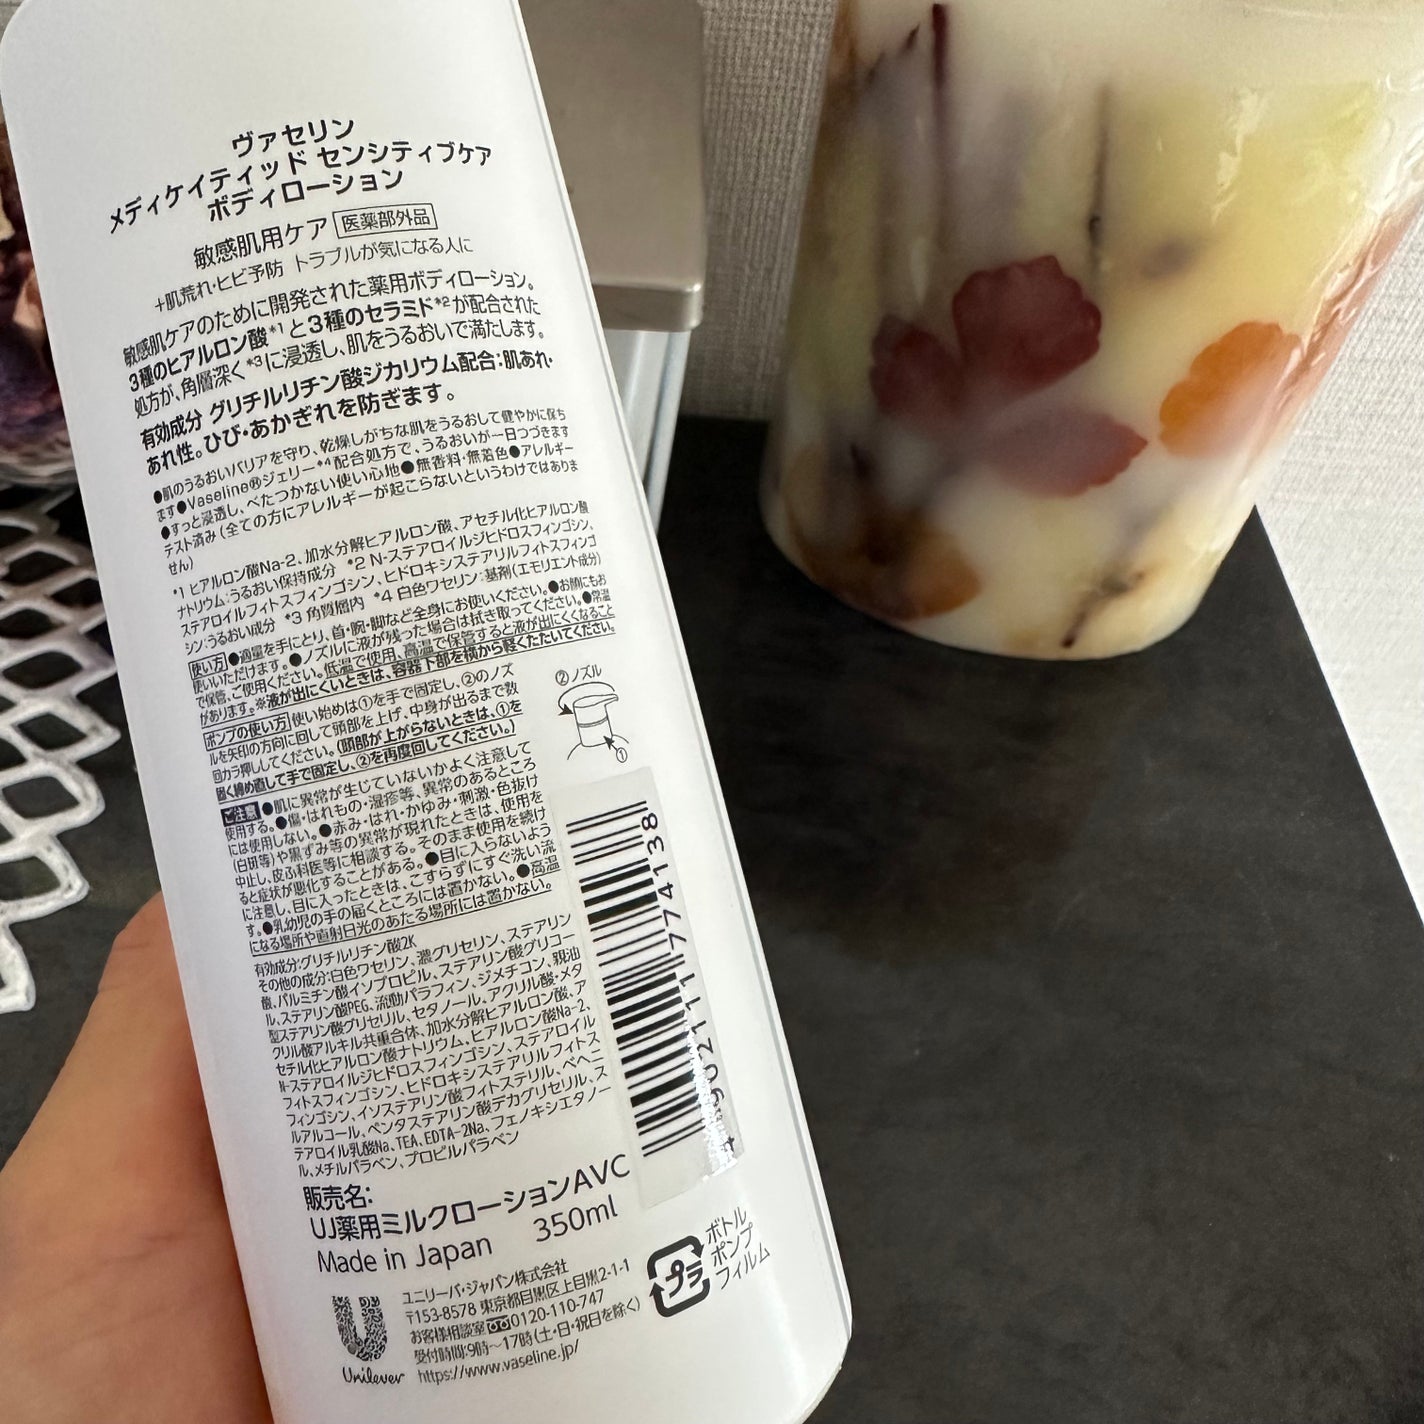 ヴァセリン
メディケイティッド センシティブケア
ボディローション
敏感肌用ケア 医薬部外品
+肌荒れ・ヒビ予防 トラブルが気になる人に
敏感肌ケアのために開発された薬用ボディローション。
3種のヒアルロン酸*1と3種のセラミド*2が配合された
処方が、角層深く*3に浸透し、肌をうるおいで満たします。
有効成分 グリチルリチン酸ジカリウム配合:肌あれ・
あれ性。ひび・あかぎれを防ぎます。
●肌のうるおいバリアを守り、乾燥しがちな肌をうるおして健やかに保ち
ます●Vaseline®ジェリー*4配合処方で、うるおいが一日つづきます
●すっと浸透し、べたつかない使い心地●無香料・無着色●アレルギー
テスト済み(全ての方にアレルギーが起こらないというわけではありま
せん)
*1 ヒアルロン酸Na-2、加水分解ヒアルロン酸、アセチル化ヒアルロン酸
ナトリウム:うるおい保持成分 *2 N-ステアロイルジヒドロスフィンゴシン、
ステアロイルフィトスフィンゴシン、ヒドロキシステアリルフィトスフィンゴ
シン:うるおい成分 *3 角質層内 *4 白色ワセリン:基剤(エモリエント成分)
使い方 ●適量を手にとり、首・腕・脚など全身にお使いください。●お顔にもお
使いいただけます。●ノズルに液が残った場合は拭き取ってください。●常温
で保管、ご使用ください。低温で使用、高温で保管すると液が出にくくなること
があります。※液が出にくいときは、容器下部を横から軽くたたいてください。
ポンプの使い方 使い始めは①を手で固定し、②のノズ
ルを矢印の方向に回して頭部を上げ、中身が出るまで数
回カラ押ししてください。(頭部が上がらないときは、①を
固く締め直して手で固定し、②を再度回してください。)
②ノズル
①
ご注意 ●肌に異常が生じていないかよく注意して
使用する。●傷・はれもの・湿疹等、異常のあるところ
には使用しない。●赤み・はれ・かゆみ・刺激・色抜け
(白斑等)や黒ずみ等の異常が現れたときは、使用を
中止し、皮ふ科医等に相談する。そのまま使用を続け
ると症状が悪化することがある。●目に入らないよう
に注意し、目に入ったときは、こすらずにすぐ洗い流
す。●乳幼児の手の届くところには置かない。●高温
になる場所や直射日光のあたる場所には置かない。
有効成分:グリチルリチン酸2K
その他の成分:白色ワセリン、濃グリセリン、ステアリン
酸、パルミチン酸イソプロピル、ステアリン酸グリコー
ル、ステアリン酸PEG、流動パラフィン、ジメチコン、親油
型ステアリン酸グリセリル、セタノール、アクリル酸・メタ
クリル酸アルキル共重合体、加水分解ヒアルロン酸、ア
セチル化ヒアルロン酸ナトリウム、ヒアルロン酸Na-2、
N-ステアロイルジヒドロスフィンゴシン、ステアロイル
フィトスフィンゴシン、ヒドロキシステアリルフィトス
フィンゴシン、イソステアリン酸フィトステリル、ベヘニ
ルアルコール、ペンタステアリン酸デカグリセリル、ス
テアロイル乳酸Na、TEA、EDTA-2Na、フェノキシエタノー
ル、メチルパラベン、プロピルパラベン
4902111774138
販売名:
UJ薬用ミルクローションAVC
Made in Japan 350ml
Unilever
ユニリーバ・ジャパン株式会社
〒153-8578 東京都目黒区上目黒2-1-1
お客様相談室 0120-110-747
受付時間:9時〜17時(土・日・祝日を除く)
https://www.vaseline.jp/
プラ
ボトル
ポンプ
フィルム